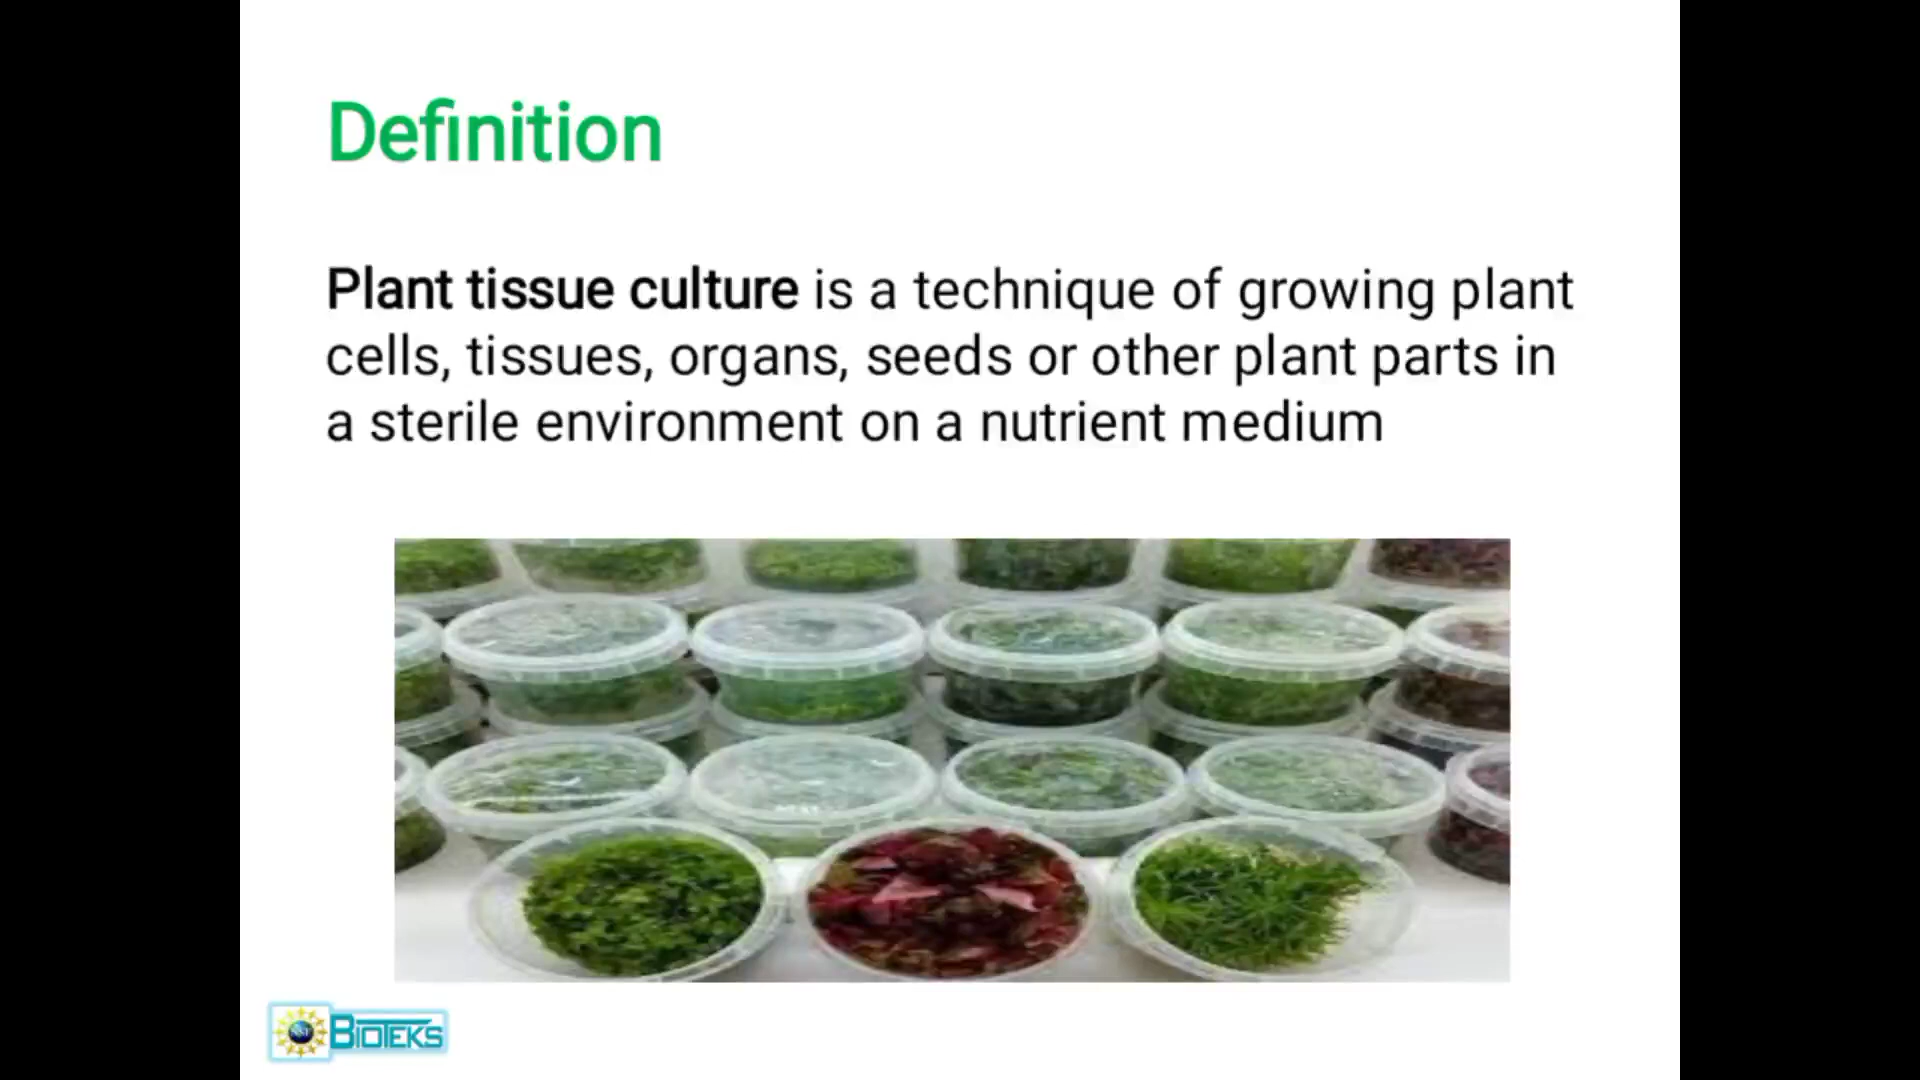 Definition
Plant tissue culture is a technique of growing plant
cells, tissues, organs, seeds or other plant parts in
a sterile environment on a nutrient medium
BIOTEKS